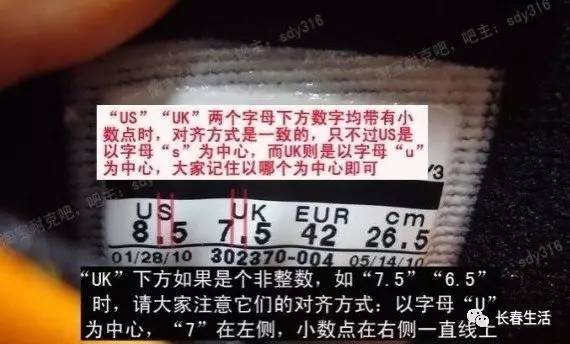 吧主：sdy316
“US”“UK”两个字母下方数字均带有小
数点时，对齐方式是一致的，只不过US是
以字母“s”为中心，而UK则是以字母“u”
为中心，大家记住以哪个为中心即可
US UK EUR cm
8.5 7.5 42 26.5
01/28/10 302370-004 05/14/10
“UK”下方如果是个非整数，如“7.5”“6.5”
时，请大家注意它们的对齐方式：以字母“U”
为中心，“7”在左侧，小数点在右侧一直线上
长春生活